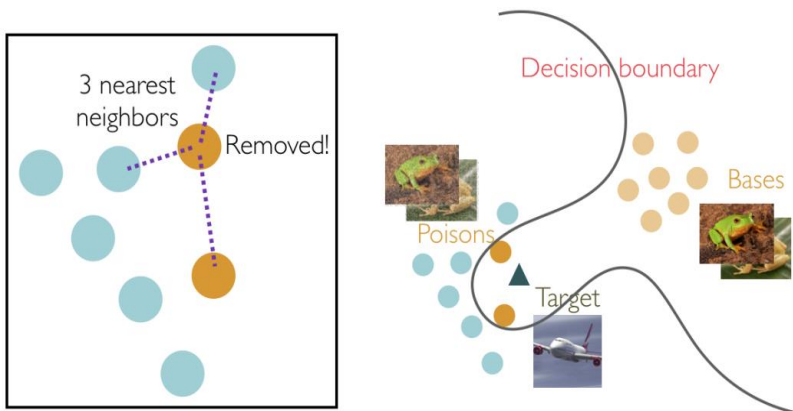 3 nearest
neighbors
Removed!
Decision boundary
Bases
Poisons
Target